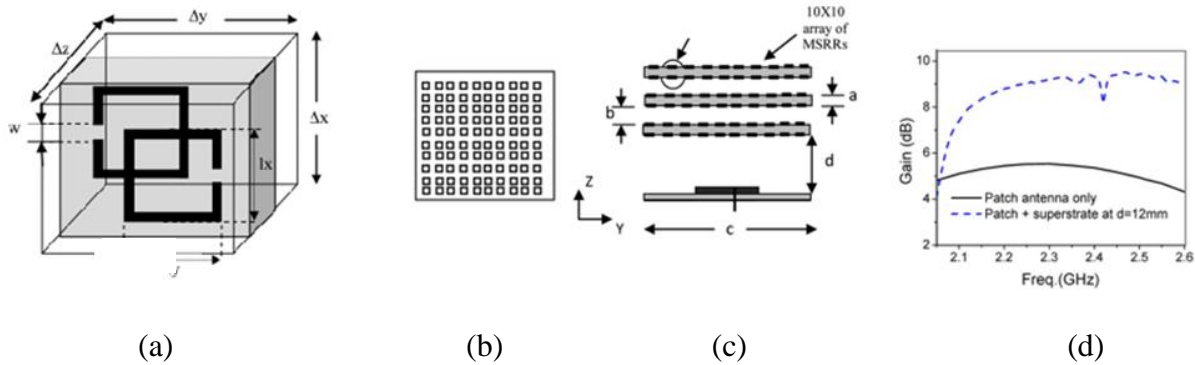 Δy
Δz
w
lx
Δx
10X10
array of
MSRRs
a
b
d
Z
Y
c
10
8
6
4
2
Gain (dB)
Patch antenna only
Patch + superstrate at d=12mm
2.1 2.2 2.3 2.4 2.5 2.6
Freq.(GHz)
(a) (b) (c) (d)